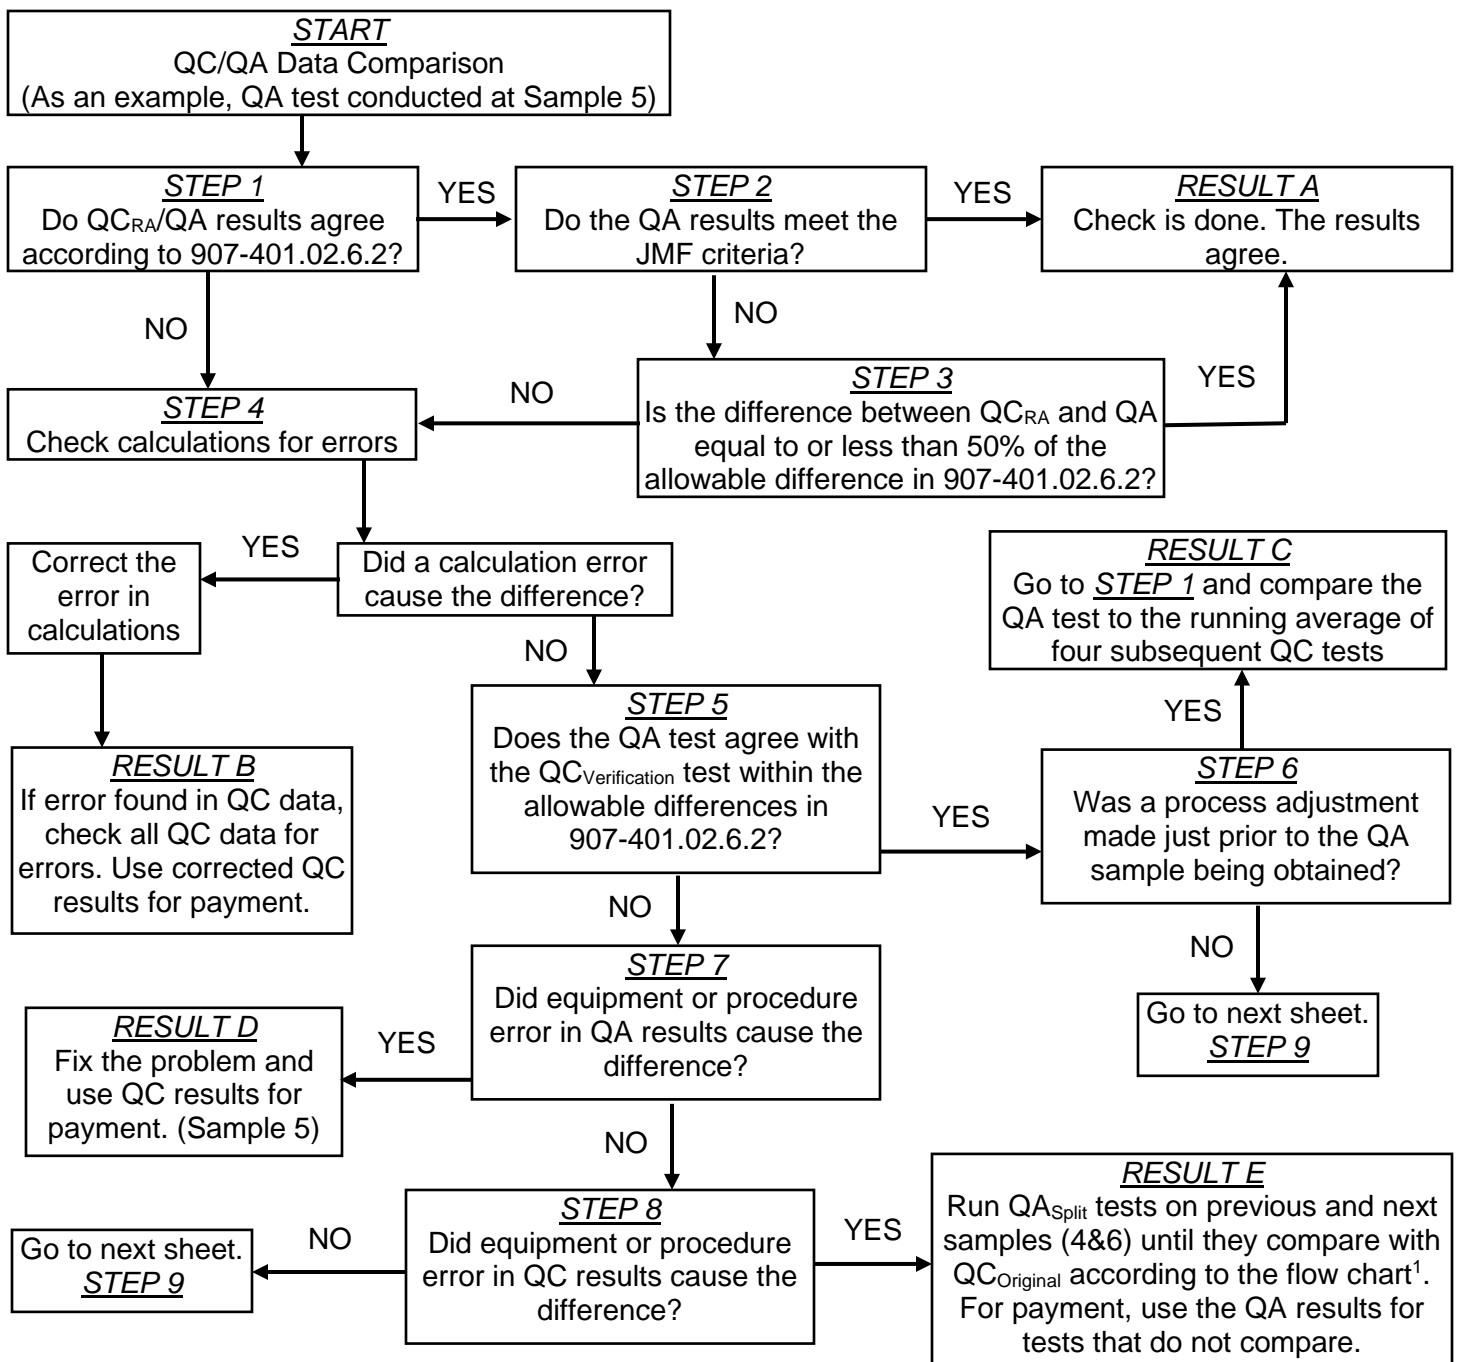 START
QC/QA Data Comparison
(As an example, QA test conducted at Sample 5)
STEP 1
Do QCRA/QA results agree
according to 907-401.02.6.2?
YES
STEP 2
Do the QA results meet the
JMF criteria?
YES
RESULT A
Check is done. The results
agree.
NO
NO
STEP 3
Is the difference between QCRA and QA
equal to or less than 50% of the
allowable difference in 907-401.02.6.2?
YES
NO
STEP 4
Check calculations for errors
Did a calculation error
cause the difference?
YES
Correct the
error in
calculations
RESULT B
If error found in QC data,
check all QC data for
errors. Use corrected QC
results for payment.
NO
STEP 5
Does the QA test agree with
the QCVerification test within the
allowable differences in
907-401.02.6.2?
YES
STEP 6
Was a process adjustment
made just prior to the QA
sample being obtained?
YES
RESULT C
Go to STEP 1 and compare the
QA test to the running average of
four subsequent QC tests
NO
Go to next sheet.
STEP 9
NO
STEP 7
Did equipment or procedure
error in QA results cause the
difference?
YES
RESULT D
Fix the problem and
use QC results for
payment. (Sample 5)
NO
STEP 8
Did equipment or procedure
error in QC results cause the
difference?
NO
Go to next sheet.
STEP 9
YES
RESULT E
Run QASplit tests on previous and next
samples (4&6) until they compare with
QCOriginal according to the flow chart1.
For payment, use the QA results for
tests that do not compare.